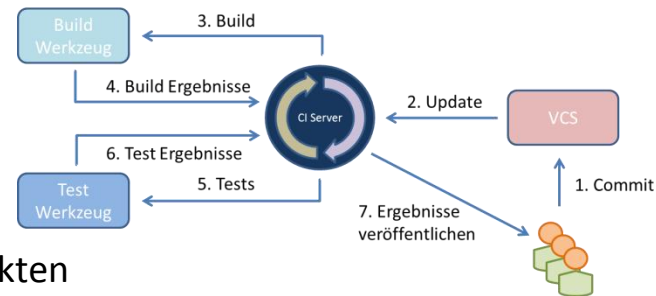 Build
Werkzeug
3. Build
4. Build Ergebnisse
CI Server
2. Update
VCS
6. Test Ergebnisse
5. Tests
Test
Werkzeug
1. Commit
7. Ergebnisse
veröffentlichen
kten